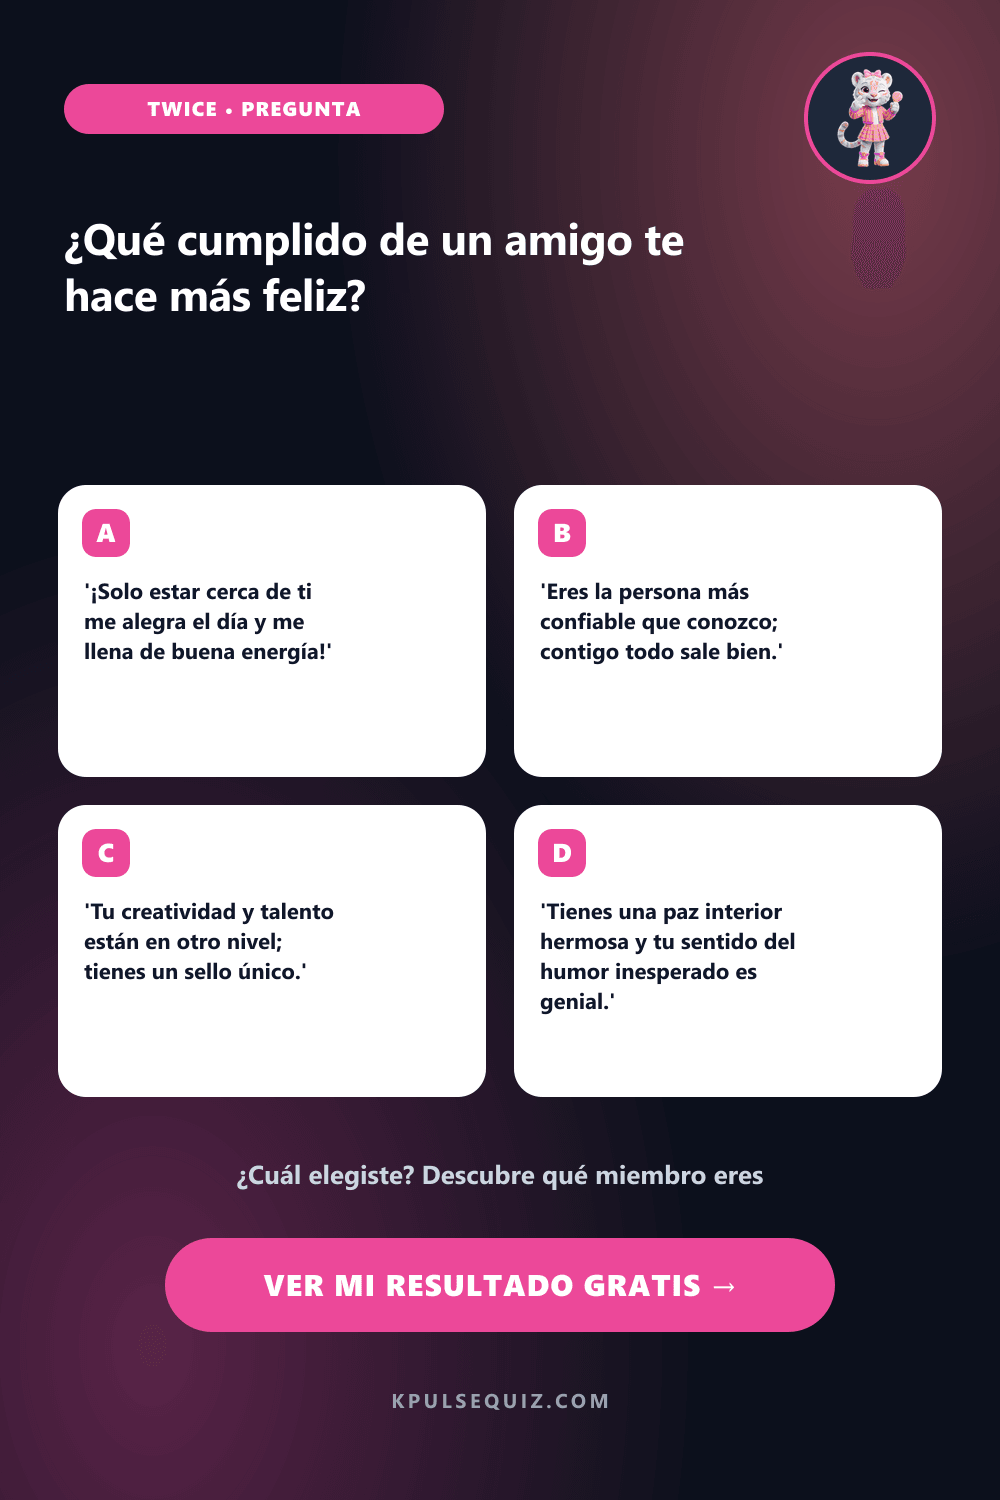 TWICE • PREGUNTA
¿Qué cumplido de un amigo te
hace más feliz?
A
'¡Solo estar cerca de ti
me alegra el día y me
llena de buena energía!'
B
'Eres la persona más
confiable que conozco;
contigo todo sale bien.'
C
'Tu creatividad y talento
están en otro nivel;
tienes un sello único.'
D
'Tienes una paz interior
hermosa y tu sentido del
humor inesperado es
genial.'
¿Cuál elegiste? Descubre qué miembro eres
VER MI RESULTADO GRATIS →
KPULSEQUIZ.COM